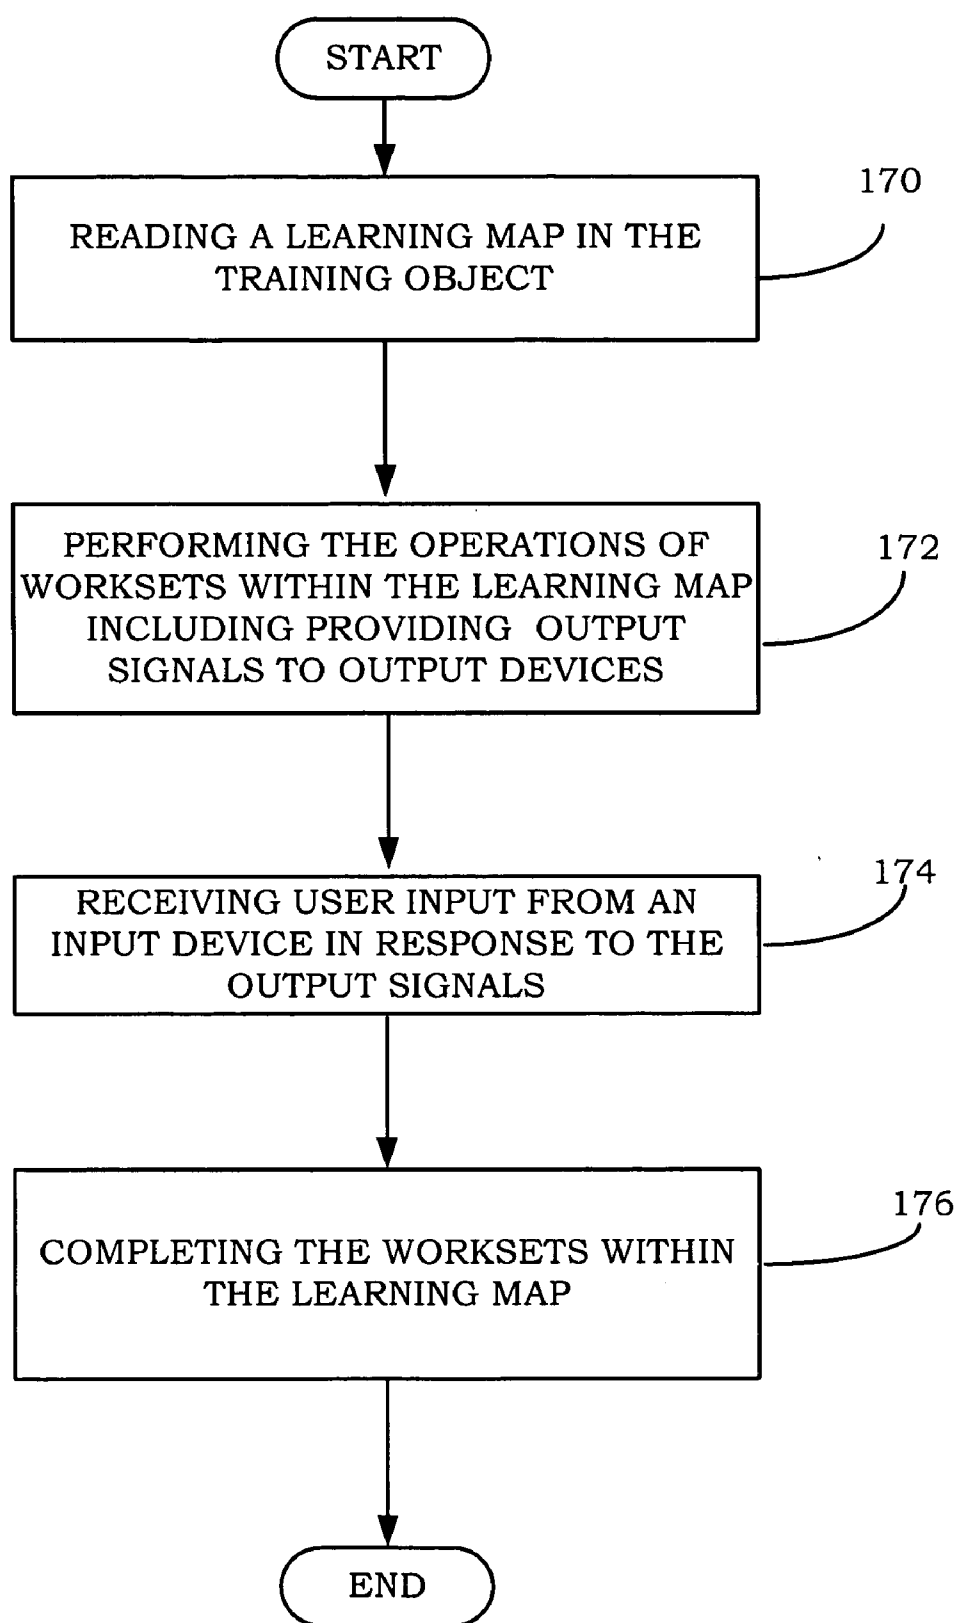 START
170
READING A LEARNING MAP IN THE
TRAINING OBJECT
172
PERFORMING THE OPERATIONS OF
WORKSETS WITHIN THE LEARNING MAP
INCLUDING PROVIDING OUTPUT
SIGNALS TO OUTPUT DEVICES
174
RECEIVING USER INPUT FROM AN
INPUT DEVICE IN RESPONSE TO THE
OUTPUT SIGNALS
176
COMPLETING THE WORKSETS WITHIN
THE LEARNING MAP
END